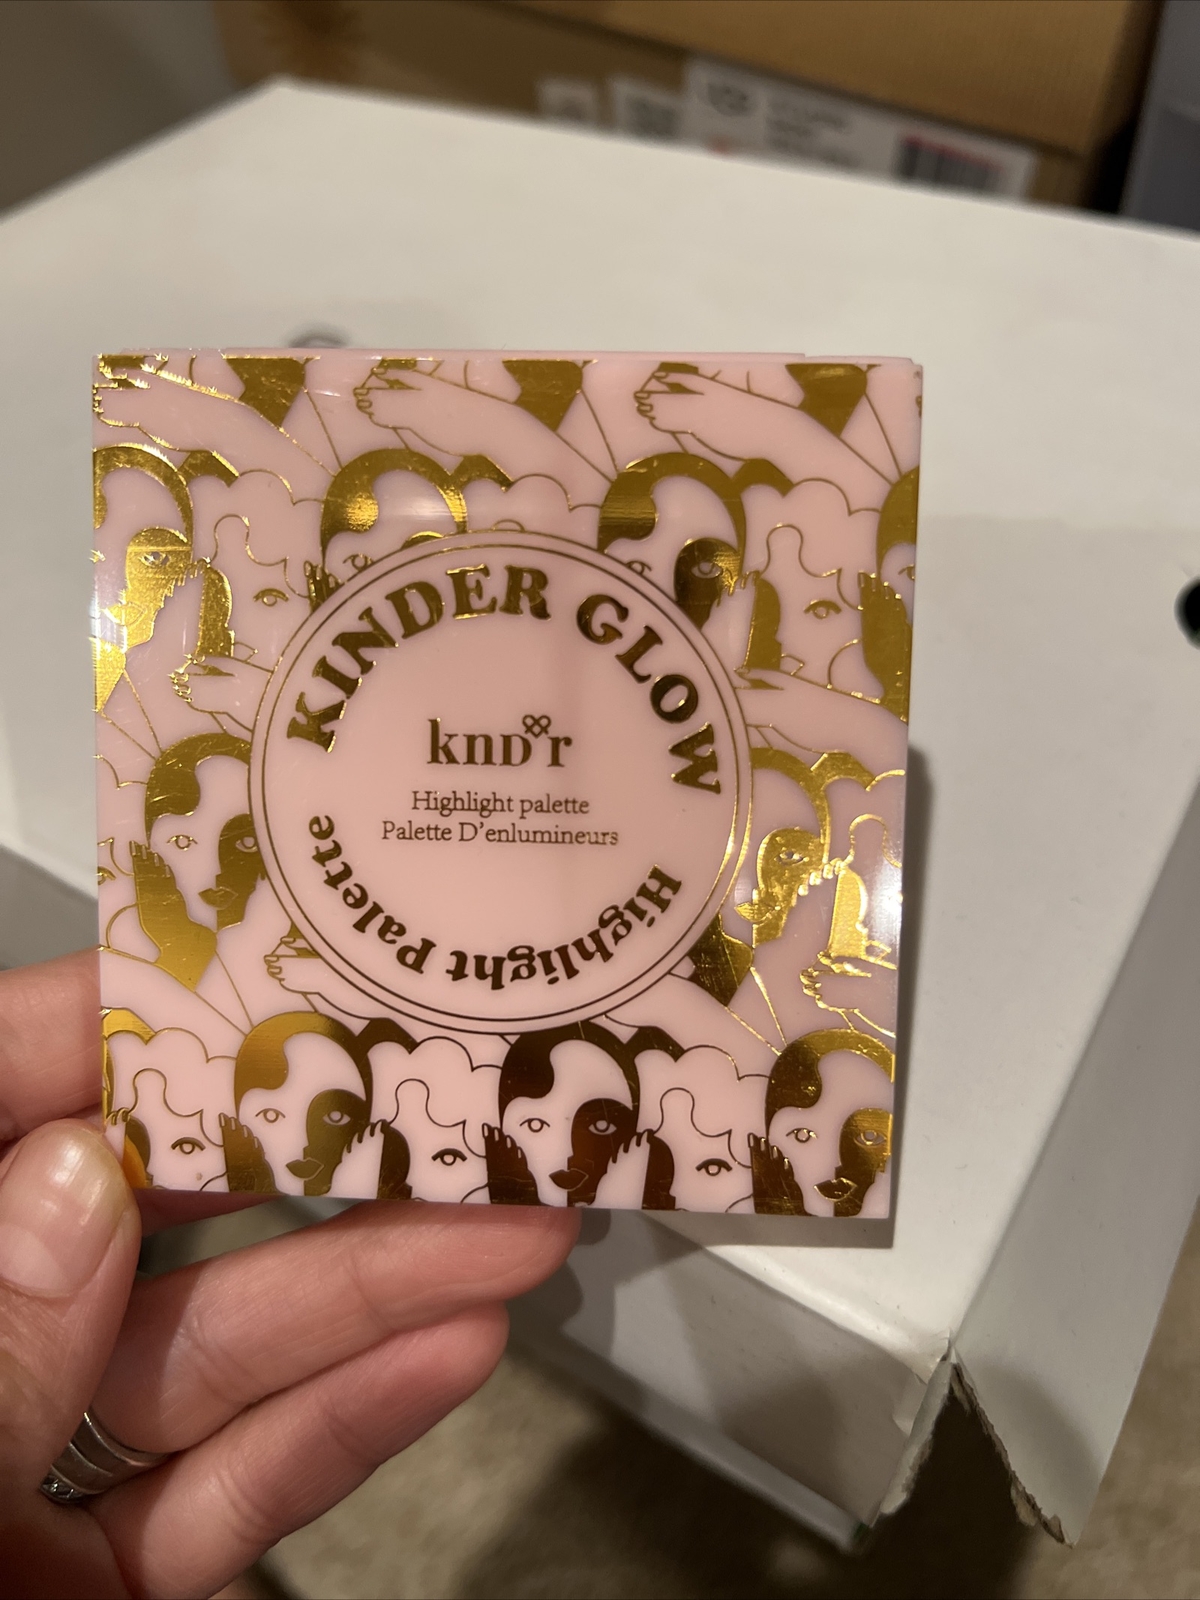 KINDER GLOW
knDr
Highlight palette
Palette D'enlumineurs
Highlight Palette